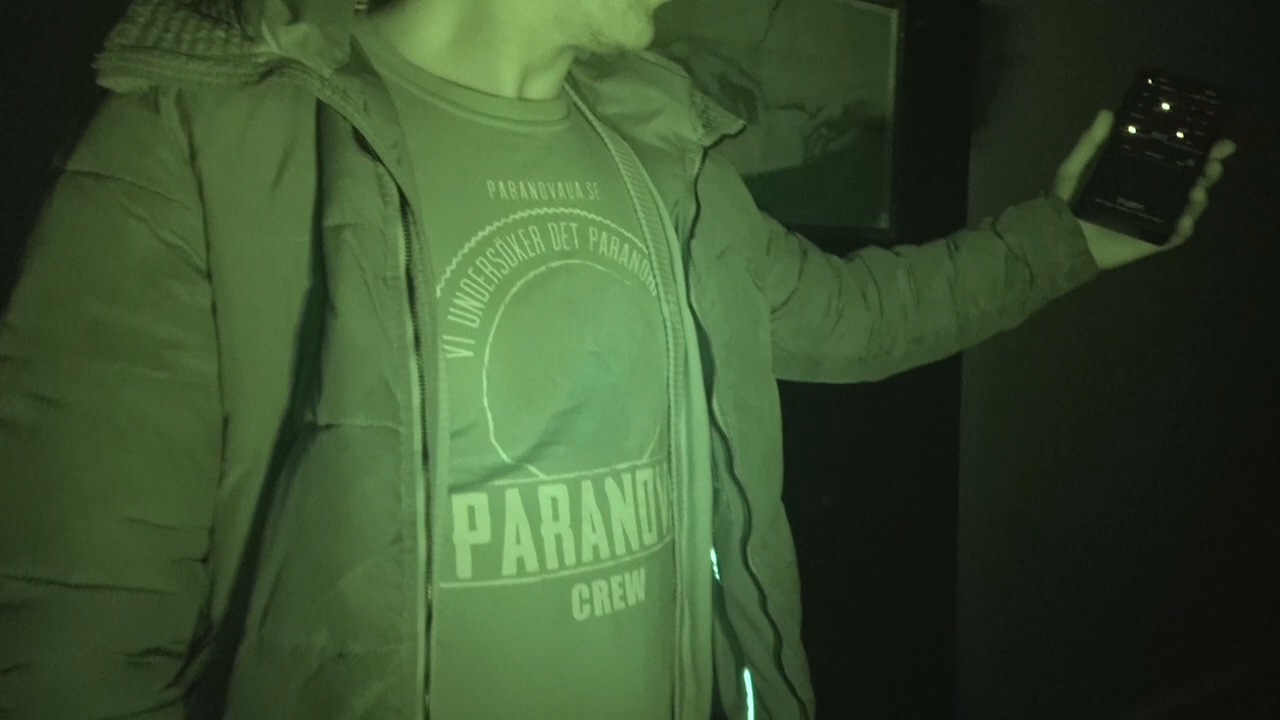 PARANOVAUA.SE
VI UNDERSÖKER DET PARANOR
PARANO
CREW